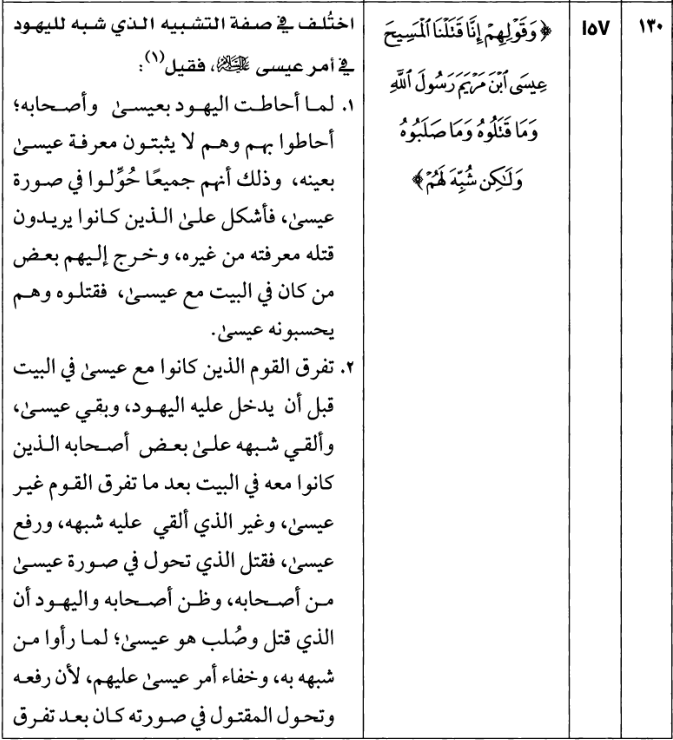 ١٣٠
١٥٧
﴿وَقَوْلِهِمْ إِنَّا قَتَلْنَا ٱلْمَسِيحَ
عِيسَى ٱبْنَ مَرْيَمَ رَسُولَ ٱللَّهِ
وَمَا قَتَلُوهُ وَمَا صَلَبُوهُ
وَلَٰكِن شُبِّهَ لَهُمْ﴾
اختُلف في صفة التشبيه الذي شبه لليهود
في أمر عيسى عليه السلام، فقيل(١):
١. لما أحاطت اليهود بعيسىٰ وأصحابه؛
أحاطوا بهم وهم لا يثبتون معرفة عيسىٰ
بعينه، وذلك أنهم جميعًا حُوِّلوا في صورة
عيسىٰ، فأشكل علىٰ الذين كانوا يريدون
قتله معرفته من غيره، وخرج إليهم بعض
من كان في البيت مع عيسىٰ، فقتلوه وهم
يحسبونه عيسىٰ.
٢. تفرق القوم الذين كانوا مع عيسىٰ في البيت
قبل أن يدخل عليه اليهود، وبقي عيسىٰ،
وألقي شبهه علىٰ بعض أصحابه الذين
كانوا معه في البيت بعد ما تفرق القوم غير
عيسىٰ، وغير الذي ألقي عليه شبهه، ورفع
عيسىٰ، فقتل الذي تحول في صورة عيسىٰ
من أصحابه، وظن أصحابه واليهود أن
الذي قتل وصُلب هو عيسىٰ؛ لما رأوا من
شبهه به، وخفاء أمر عيسىٰ عليهم، لأن رفعه
وتحول المقتول في صورته كان بعد تفرق